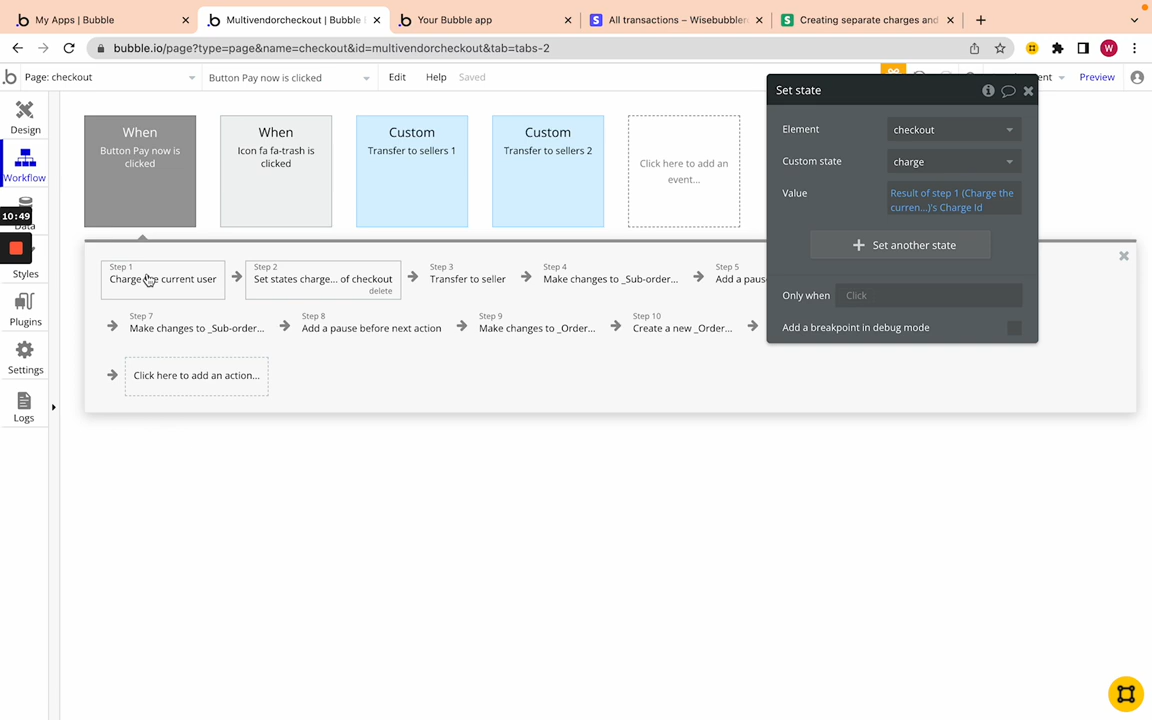 My Apps | Bubble
Multivendorcheckout | Bubble
Your Bubble app
All transactions – Wisebubbler
Creating separate charges and
bubble.io/page?type=page&name=checkout&id=multivendorcheckout&tab=tabs-2
W
Page: checkout
Button Pay now is clicked
Edit
Help
Saved
Preview
Set state
Design
Workflow
Data
10:49
Styles
Plugins
Settings
Logs
When
Button Pay now is
clicked
When
Icon fa fa-trash is
clicked
Custom
Transfer to sellers 1
Custom
Transfer to sellers 2
Click here to add an
event...
Element
checkout
Custom state
charge
Value
Result of step 1 (Charge the
curren...)'s Charge Id
Set another state
Only when
Click
Add a breakpoint in debug mode
Step 1
Charge the current user
Step 2
Set states charge... of checkout
delete
Step 3
Transfer to seller
Step 4
Make changes to _Sub-order...
Step 5
Add a paus
Step 7
Make changes to _Sub-order...
Step 8
Add a pause before next action
Step 9
Make changes to _Order...
Step 10
Create a new _Order...
Click here to add an action...